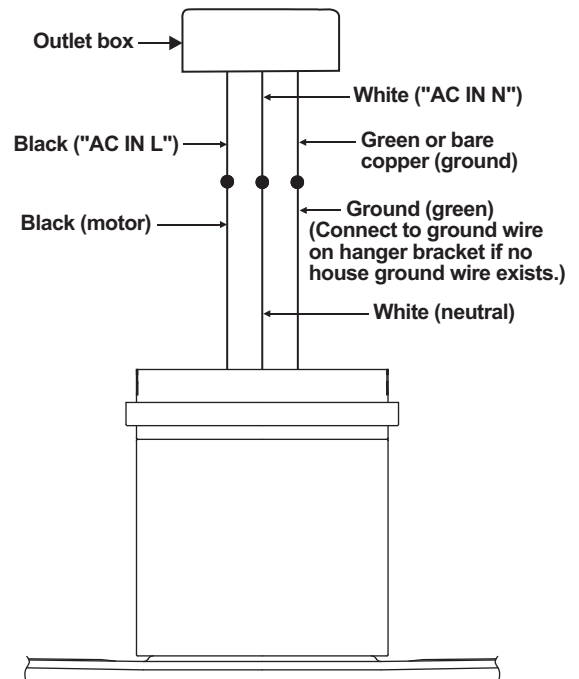 Outlet box
White ("AC IN N")
Black ("AC IN L")
Green or bare
copper (ground)
Black (motor)
Ground (green)
(Connect to ground wire
on hanger bracket if no
house ground wire exists.)
White (neutral)